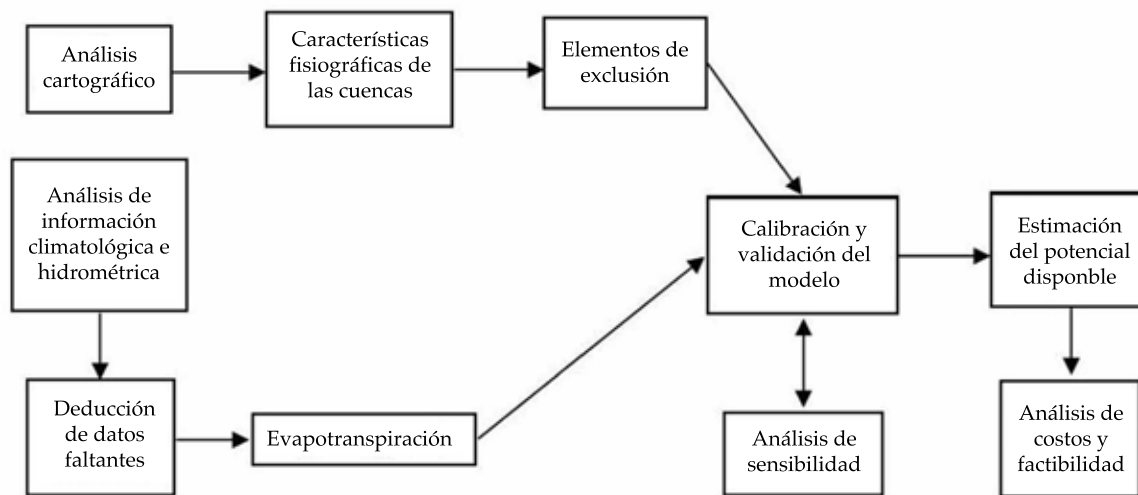 Análisis
cartográfico
Característícas
fisiográficas de
las cuencas
Elementos de
exclusión
Análisis de
información
climatológica e
hidrométrica
Calibración y
validación del
modelo
Estimación
del potencial
disponble
Deducción
de datos
faltantes
Evapotranspiración
Análisis de
sensibilidad
Análisis de
costos y
factibilidad